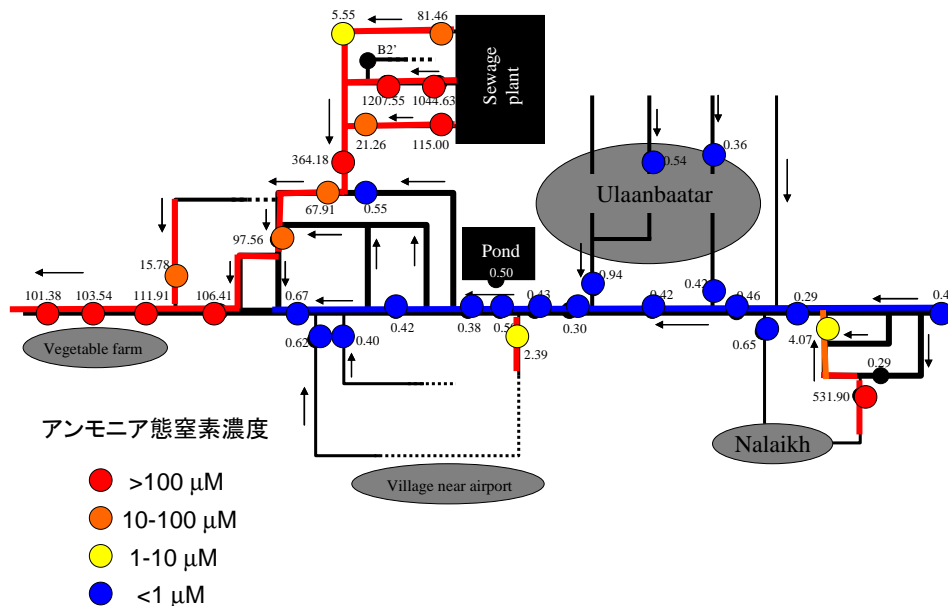 5.55
81.46
B2'
Sewage plant
1207.55
1044.63
21.26
115.00
364.18
0.54
0.36
Ulaanbaatar
67.91
0.55
97.56
Pond
0.50
15.78
0.94
0.42
101.38
103.54
111.91
106.41
0.67
0.43
0.42
0.46
0.29
0.42
0.38
0.30
0.62
0.40
2.39
0.65
4.07
Vegetable farm
0.29
531.90
アンモニア態窒素濃度
Nalaikh
>100 μM
Village near airport
10-100 μM
1-10 μM
<1 μM